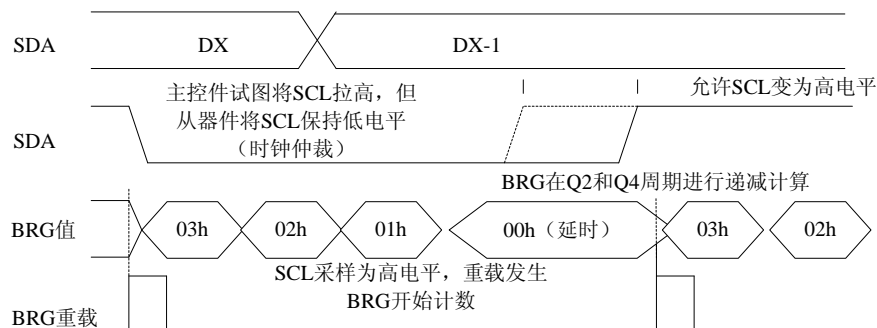 SDA
DX
DX-1
主控件试图将SCL拉高，但
从器件将SCL保持低电平
（时钟仲裁）
允许SCL变为高电平
SDA
BRG在Q2和Q4周期进行递减计算
BRG值
03h
02h
01h
00h（延时）
03h
02h
SCL采样为高电平，重载发生
BRG开始计数
BRG重载